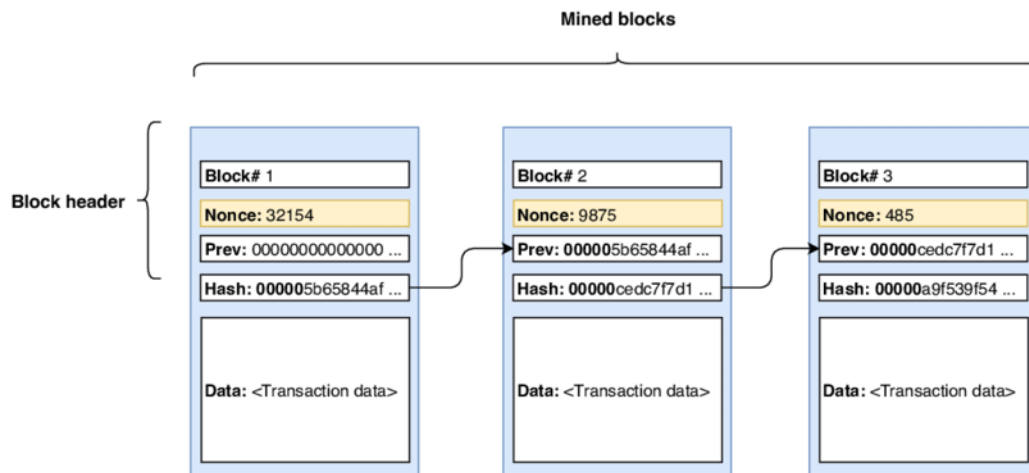 Mined blocks
Block header
Block# 1
Nonce: 32154
Prev: 00000000000000 ...
Hash: 000005b65844af ...
Data: <Transaction data>
Block# 2
Nonce: 9875
Prev: 000005b65844af ...
Hash: 00000cedc7f7d1 ...
Data: <Transaction data>
Block# 3
Nonce: 485
Prev: 00000cedc7f7d1 ...
Hash: 00000a9f539f54 ...
Data: <Transaction data>